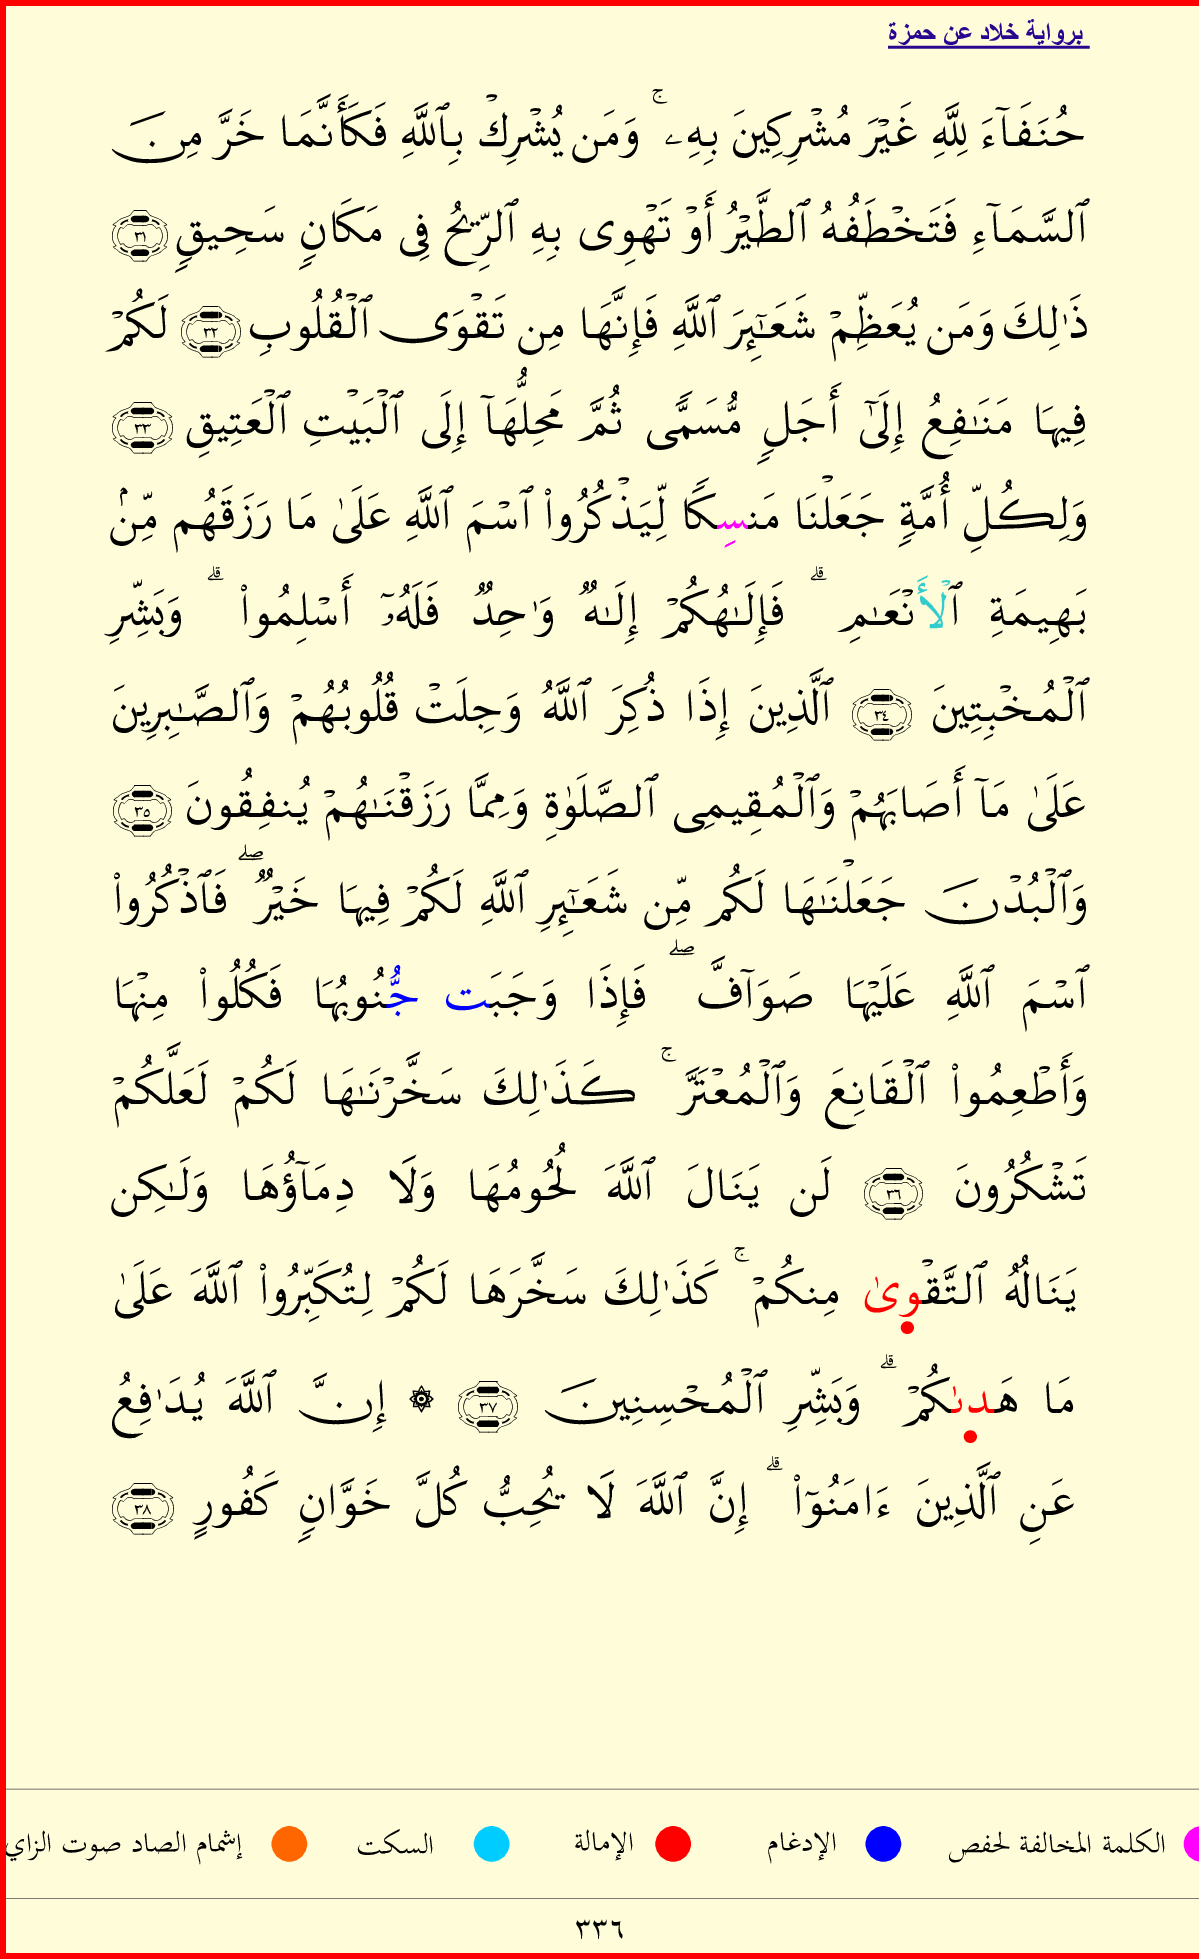 برواية خلاد عن حمزة
حُنَفَآءَ لِلَّهِ غَيْرَ مُشْرِكِينَ بِهِۦ ۚ وَمَن يُشْرِكْ بِٱللَّهِ فَكَأَنَّمَا خَرَّ مِنَ
ٱلسَّمَآءِ فَتَخْطَفُهُ ٱلطَّيْرُ أَوْ تَهْوِى بِهِ ٱلرِّيحُ فِى مَكَانٍ سَحِيقٍ ٣١
ذَٰلِكَ وَمَن يُعَظِّمْ شَعَـٰٓئِرَ ٱللَّهِ فَإِنَّهَا مِن تَقْوَى ٱلْقُلُوبِ ٣٢ لَكُمْ
فِيهَا مَنَـٰفِعُ إِلَىٰٓ أَجَلٍ مُّسَمًّى ثُمَّ مَحِلُّهَآ إِلَى ٱلْبَيْتِ ٱلْعَتِيقِ ٣٣
وَلِكُلِّ أُمَّةٍ جَعَلْنَا مَنسِكًا لِّيَذْكُرُوا۟ ٱسْمَ ٱللَّهِ عَلَىٰ مَا رَزَقَهُم مِّنۢ
بَهِيمَةِ ٱلْأَنْعَـٰمِ ۗ فَإِلَـٰهُكُمْ إِلَـٰهٌ وَٰحِدٌ فَلَهُۥٓ أَسْلِمُوا۟ ۗ وَبَشِّرِ
ٱلْمُخْبِتِينَ ٣٤ ٱلَّذِينَ إِذَا ذُكِرَ ٱللَّهُ وَجِلَتْ قُلُوبُهُمْ وَٱلصَّـٰبِرِينَ
عَلَىٰ مَآ أَصَابَهُمْ وَٱلْمُقِيمِى ٱلصَّلَوٰةِ وَمِمَّا رَزَقْنَـٰهُمْ يُنفِقُونَ ٣٥
وَٱلْبُدْنَ جَعَلْنَـٰهَا لَكُم مِّن شَعَـٰٓئِرِ ٱللَّهِ لَكُمْ فِيهَا خَيْرٌ ۖ فَٱذْكُرُوا۟
ٱسْمَ ٱللَّهِ عَلَيْهَا صَوَآفَّ ۖ فَإِذَا وَجَبَت جُّنُوبُهَا فَكُلُوا۟ مِنْهَا
وَأَطْعِمُوا۟ ٱلْقَانِعَ وَٱلْمُعْتَرَّ ۚ كَذَٰلِكَ سَخَّرْنَـٰهَا لَكُمْ لَعَلَّكُمْ
تَشْكُرُونَ ٣٦ لَن يَنَالَ ٱللَّهَ لُحُومُهَا وَلَا دِمَآؤُهَا وَلَـٰكِن
يَنَالُهُ ٱلتَّقْوىٰ مِنكُمْ ۚ كَذَٰلِكَ سَخَّرَهَا لَكُمْ لِتُكَبِّرُوا۟ ٱللَّهَ عَلَىٰ
مَا هَدىٰكُمْ ۗ وَبَشِّرِ ٱلْمُحْسِنِينَ ٣٧ ۞ إِنَّ ٱللَّهَ يُدَٰفِعُ
عَنِ ٱلَّذِينَ ءَامَنُوٓا۟ ۗ إِنَّ ٱللَّهَ لَا يُحِبُّ كُلَّ خَوَّانٍ كَفُورٍ ٣٨
الكلمة المخالفة لحفص الإدغام الإمالة السكت إشمام الصاد صوت الزاي
٣٣٦